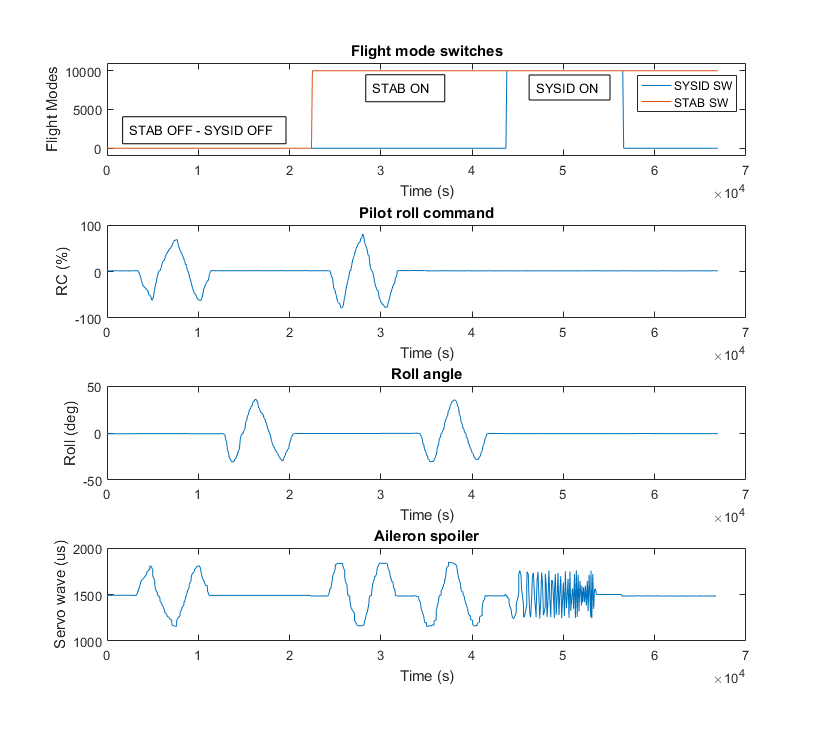 Flight mode switches
10000
5000
0
Flight Modes
STAB OFF - SYSID OFF
STAB ON
SYSID ON
SYSID SW
STAB SW
0 1 2 3 4 5 6 7
Time (s)
×10^4
Pilot roll command
100
0
-100
RC (%)
0 1 2 3 4 5 6 7
Time (s)
×10^4
Roll angle
50
0
-50
Roll (deg)
0 1 2 3 4 5 6 7
Time (s)
×10^4
Aileron spoiler
2000
1500
1000
Servo wave (us)
0 1 2 3 4 5 6 7
Time (s)
×10^4